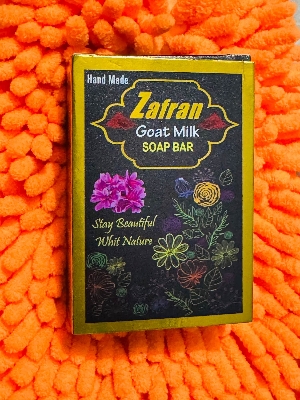 Hand Made
Zafran
Goat Milk
SOAP BAR
Stay Beautiful
Whit Nature